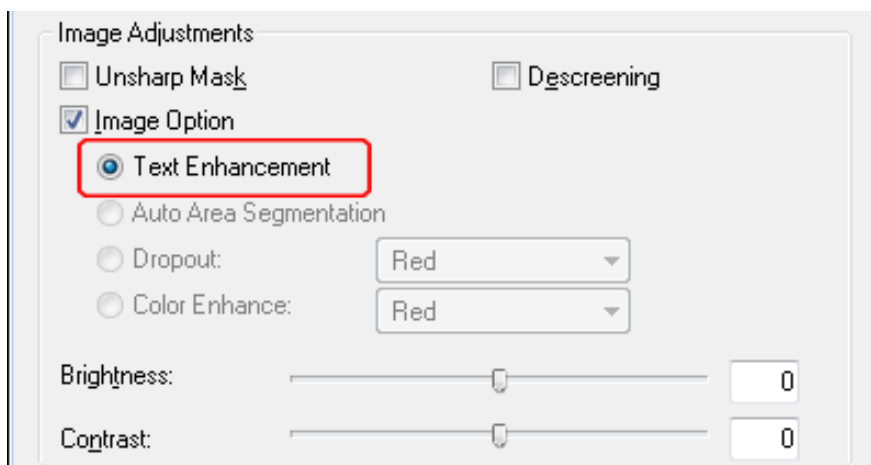 Image Adjustments
Unsharp Mask Descreening
Image Option
Text Enhancement
Auto Area Segmentation
Dropout: Red
Color Enhance: Red
Brightness: 0
Contrast: 0